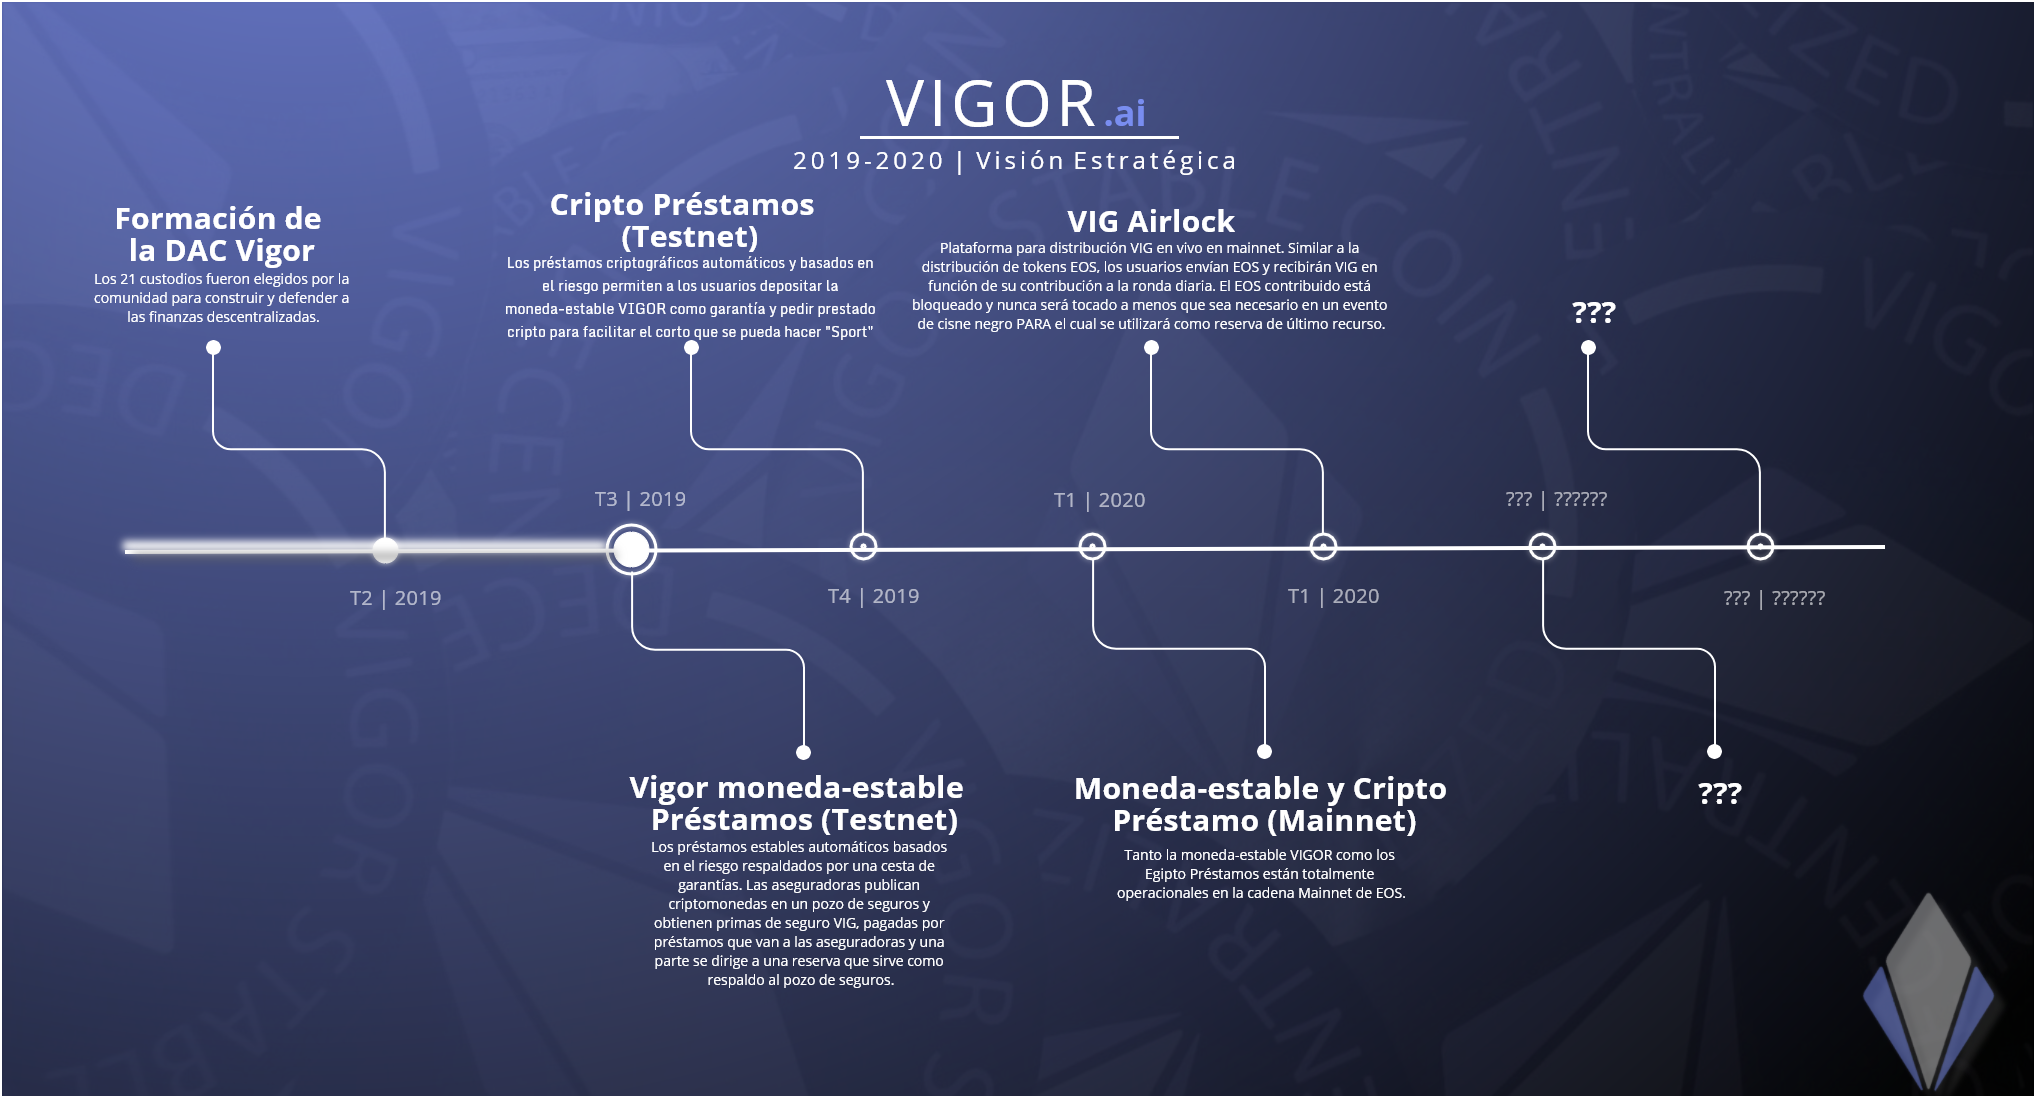 VIGOR.ai
2019-2020 | Visión Estratégica
Formación de
la DAC Vigor
Los 21 custodios fueron elegidos por la
comunidad para construir y defender a
las finanzas descentralizadas.
Cripto Préstamos
(Testnet)
Los préstamos criptográficos automáticos y basados en
el riesgo permiten a los usuarios depositar la
moneda-estable VIGOR como garantía y pedir prestado
cripto para facilitar el corto que se pueda hacer "Sport"
VIG Airlock
Plataforma para distribución VIG en vivo en mainnet. Similar a la
distribución de tokens EOS, los usuarios envían EOS y recibirán VIG en
función de su contribución a la ronda diaria. El EOS contribuido está
bloqueado y nunca será tocado a menos que sea necesario en un evento
de cisne negro PARA el cual se utilizará como reserva de último recurso.
???
T3 | 2019
T1 | 2020
??? | ??????
T2 | 2019
T4 | 2019
T1 | 2020
??? | ??????
Vigor moneda-estable
Préstamos (Testnet)
Los préstamos estables automáticos basados
en el riesgo respaldados por una cesta de
garantías. Las aseguradoras publican
criptomonedas en un pozo de seguros y
obtienen primas de seguro VIG, pagadas por
préstamos que van a las aseguradoras y una
parte se dirige a una reserva que sirve como
respaldo al pozo de seguros.
Moneda-estable y Cripto
Préstamo (Mainnet)
Tanto la moneda-estable VIGOR como los
Egipto Préstamos están totalmente
operacionales en la cadena Mainnet de EOS.
???